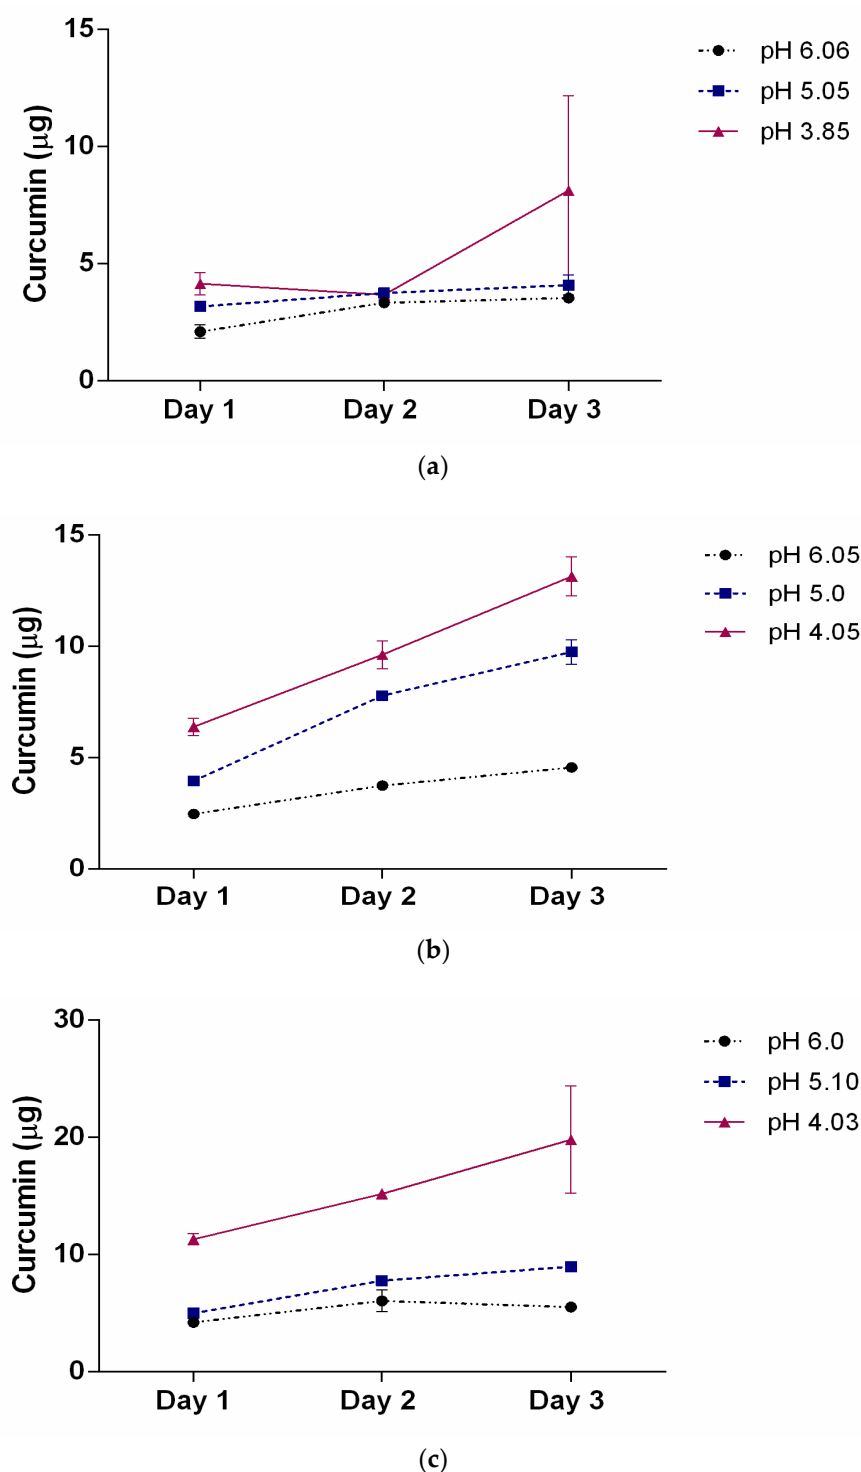 15
10
5
0
Curcumin (μg)
Day 1 Day 2 Day 3
pH 6.06
pH 5.05
pH 3.85
(a)
15
10
5
0
Curcumin (μg)
Day 1 Day 2 Day 3
pH 6.05
pH 5.0
pH 4.05
(b)
30
20
10
0
Curcumin (μg)
Day 1 Day 2 Day 3
pH 6.0
pH 5.10
pH 4.03
(c)